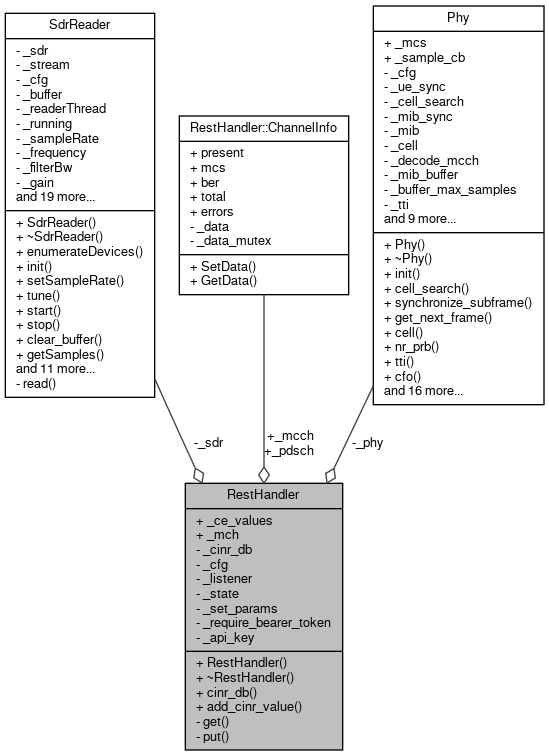 SdrReader
- _sdr
- _stream
- _cfg
- _buffer
- _readerThread
- _running
- _sampleRate
- _frequency
- _filterBw
- _gain
and 19 more...
+ SdrReader()
+ ~SdrReader()
+ enumerateDevices()
+ init()
+ setSampleRate()
+ tune()
+ start()
+ stop()
+ clear_buffer()
+ getSamples()
and 11 more...
- read()
RestHandler::ChannelInfo
+ present
+ mcs
+ ber
+ total
+ errors
- _data
- _data_mutex
+ SetData()
+ GetData()
Phy
+ _mcs
+ _sample_cb
- _cfg
- _ue_sync
- _cell_search
- _mib_sync
- _mib
- _cell
- _decode_mcch
- _mib_buffer
- _buffer_max_samples
- _tti
and 9 more...
+ Phy()
+ ~Phy()
+ init()
+ cell_search()
+ synchronize_subframe()
+ get_next_frame()
+ cell()
+ nr_prb()
+ tti()
+ cfo()
and 16 more...
-_sdr
+_mcch
+_pdsch
-_phy
RestHandler
+ _ce_values
+ _mch
- _cinr_db
- _cfg
- _listener
- _state
- _set_params
- _require_bearer_token
- _api_key
+ RestHandler()
+ ~RestHandler()
+ cinr_db()
+ add_cinr_value()
- get()
- put()